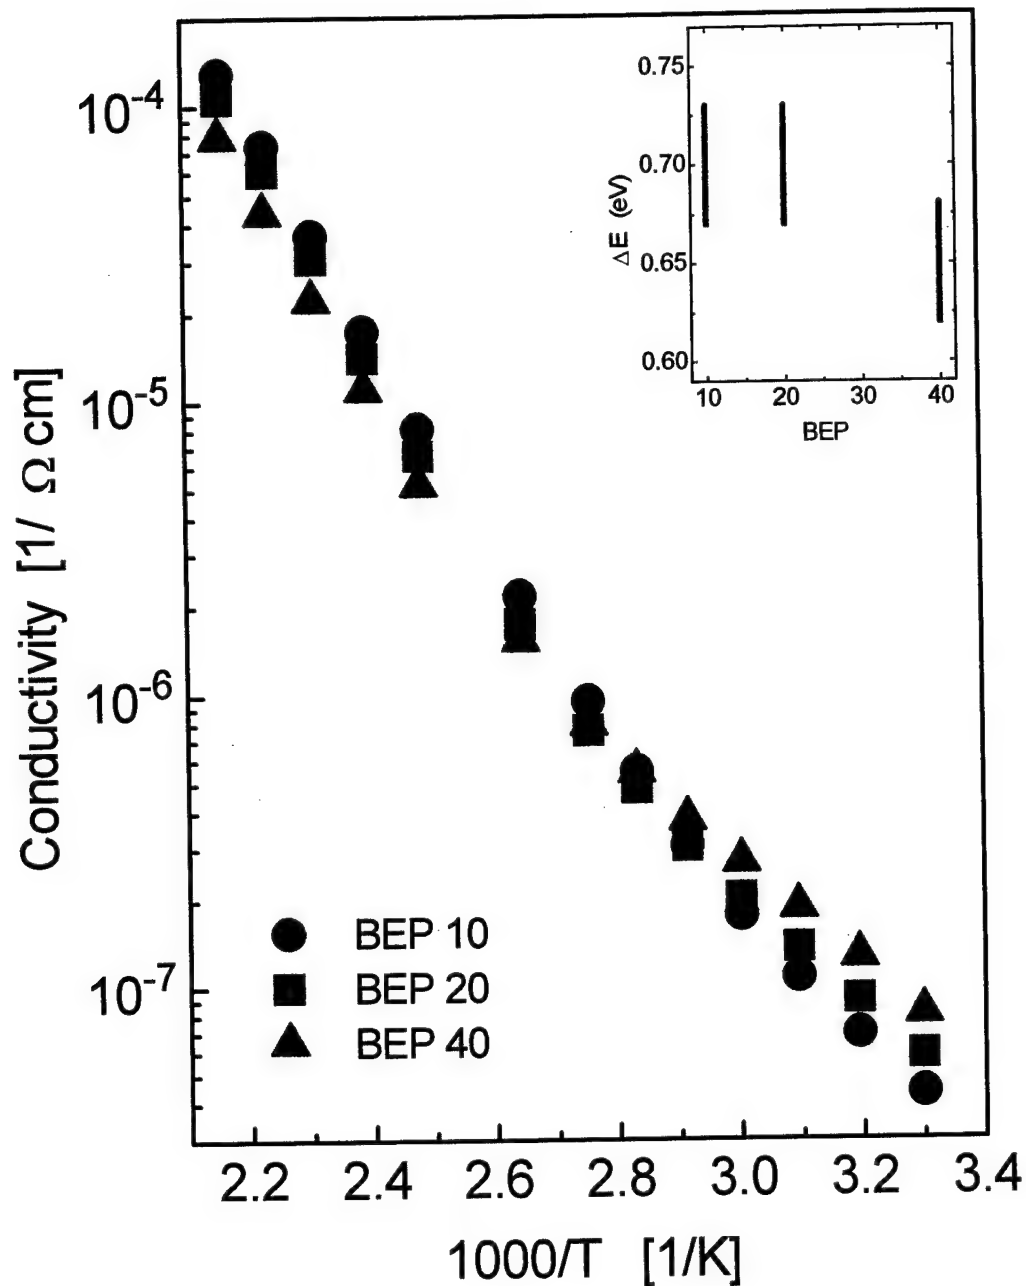 10⁻⁴
10⁻⁵
10⁻⁶
10⁻⁷
Conductivity [1/ Ω cm]
2.2 2.4 2.6 2.8 3.0 3.2 3.4
1000/T [1/K]
BEP 10
BEP 20
BEP 40
0.75
0.70
0.65
0.60
ΔE (eV)
10 20 30 40
BEP